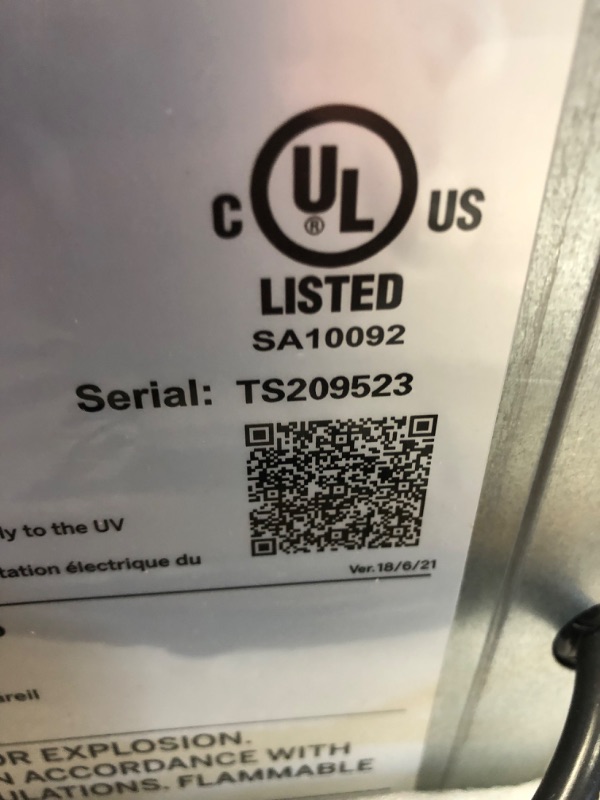 C UL® US
LISTED
SA10092
Serial: TS209523
ly to the UV
tation électrique du
Ver. 18/6/21
areil
OR EXPLOSION.
N ACCORDANCE WITH
ULATIONS. FLAMMABLE